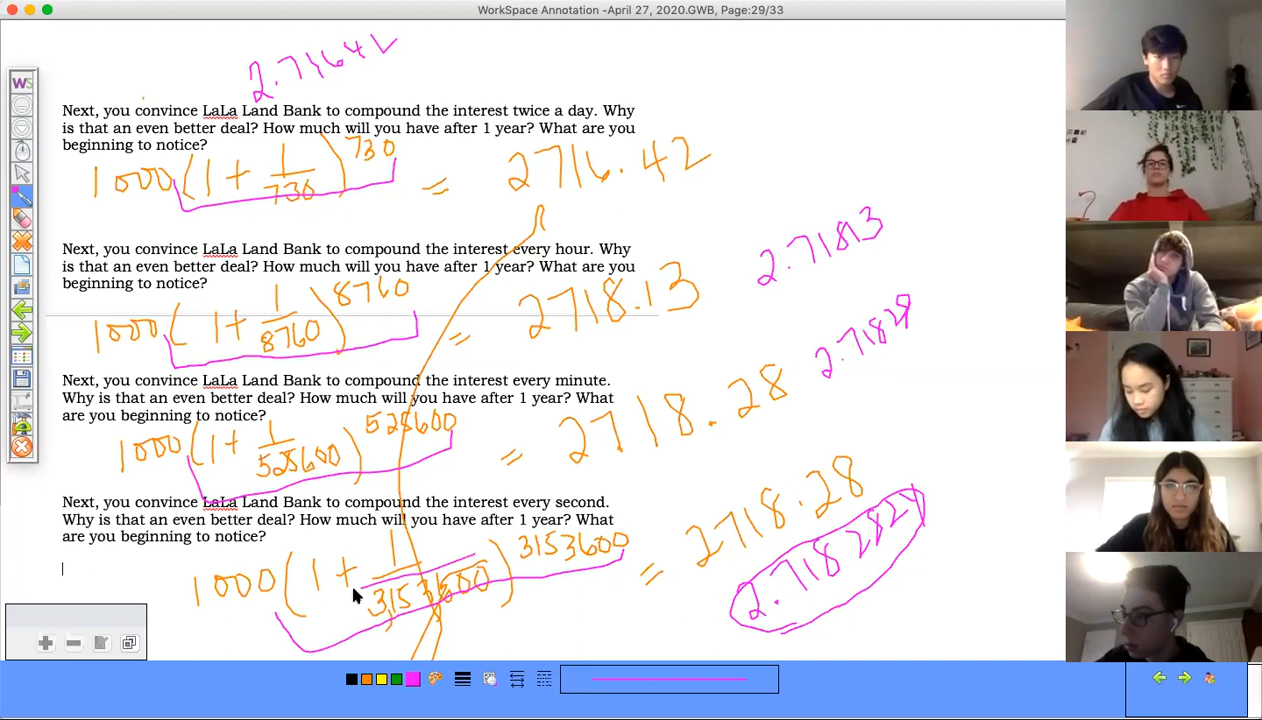 WorkSpace Annotation -April 27, 2020.GWB, Page:29/33
WS
2.71642
Next, you convince LaLa Land Bank to compound the interest twice a day. Why
is that an even better deal? How much will you have after 1 year? What are you
beginning to notice?
1000(1 + 1/730)^730 = 2716.42
Next, you convince LaLa Land Bank to compound the interest every hour. Why
is that an even better deal? How much will you have after 1 year? What are you
beginning to notice?
2.71813
1000(1 + 1/8760)^8760 = 2718.13
2.71828
Next, you convince LaLa Land Bank to compound the interest every minute.
Why is that an even better deal? How much will you have after 1 year? What
are you beginning to notice?
1000(1 + 1/525600)^525600 = 2718.28
Next, you convince LaLa Land Bank to compound the interest every second.
Why is that an even better deal? How much will you have after 1 year? What
are you beginning to notice?
1000(1 + 1/3153600)^3153600 = 2718.28